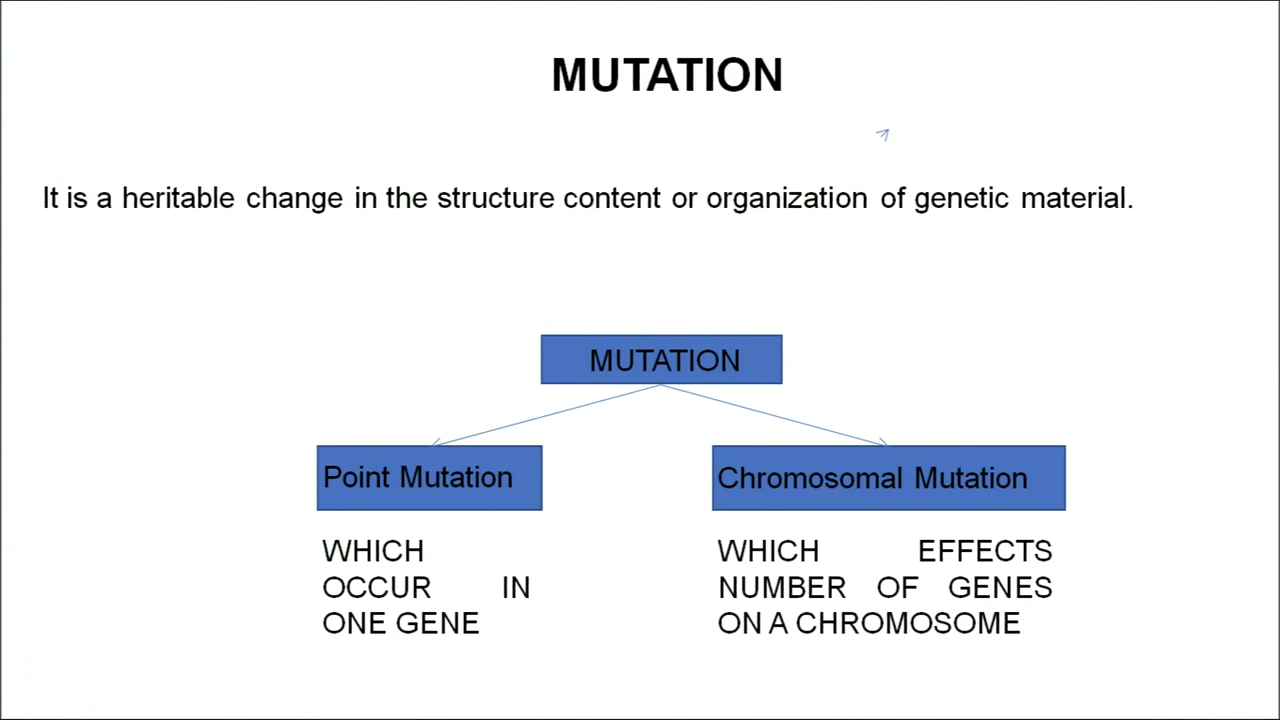 MUTATION
It is a heritable change in the structure content or organization of genetic material.
MUTATION
Point Mutation
WHICH
OCCUR IN
ONE GENE
Chromosomal Mutation
WHICH EFFECTS
NUMBER OF GENES
ON A CHROMOSOME